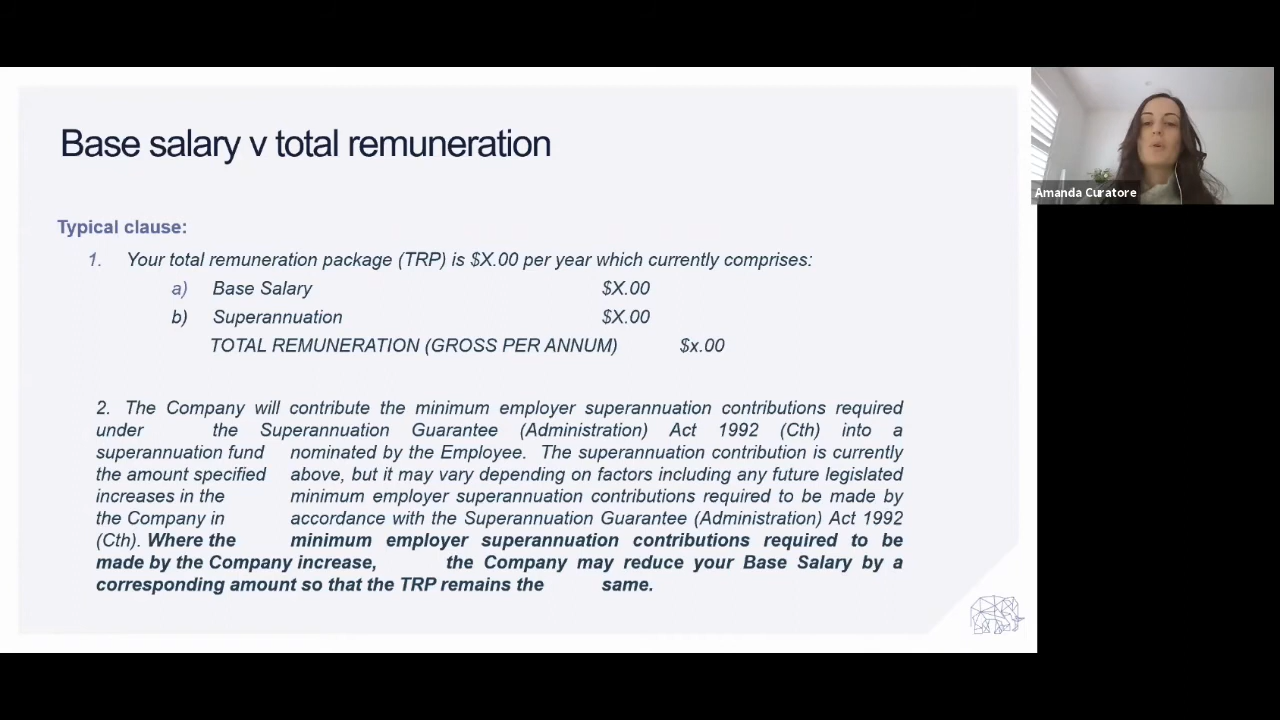 Base salary v total remuneration
Amanda Curatore
Typical clause:
1. Your total remuneration package (TRP) is $X.00 per year which currently comprises:
a) Base Salary $X.00
b) Superannuation $X.00
TOTAL REMUNERATION (GROSS PER ANNUM) $x.00
2. The Company will contribute the minimum employer superannuation contributions required
under the Superannuation Guarantee (Administration) Act 1992 (Cth) into a
superannuation fund nominated by the Employee. The superannuation contribution is currently
the amount specified above, but it may vary depending on factors including any future legislated
increases in the minimum employer superannuation contributions required to be made by
the Company in accordance with the Superannuation Guarantee (Administration) Act 1992
(Cth). Where the minimum employer superannuation contributions required to be
made by the Company increase, the Company may reduce your Base Salary by a
corresponding amount so that the TRP remains the same.